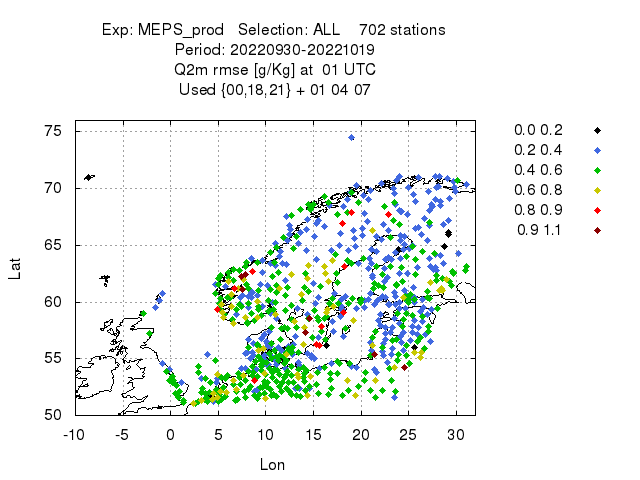 Exp: MEPS_prod   Selection: ALL    702 stations
Period: 20220930-20221019
Q2m rmse [g/Kg] at  01 UTC
Used {00,18,21} + 01 04 07
75
70
65
60
55
50
Lat
-10 -5 0 5 10 15 20 25 30
Lon
0.0 0.2
0.2 0.4
0.4 0.6
0.6 0.8
0.8 0.9
0.9 1.1